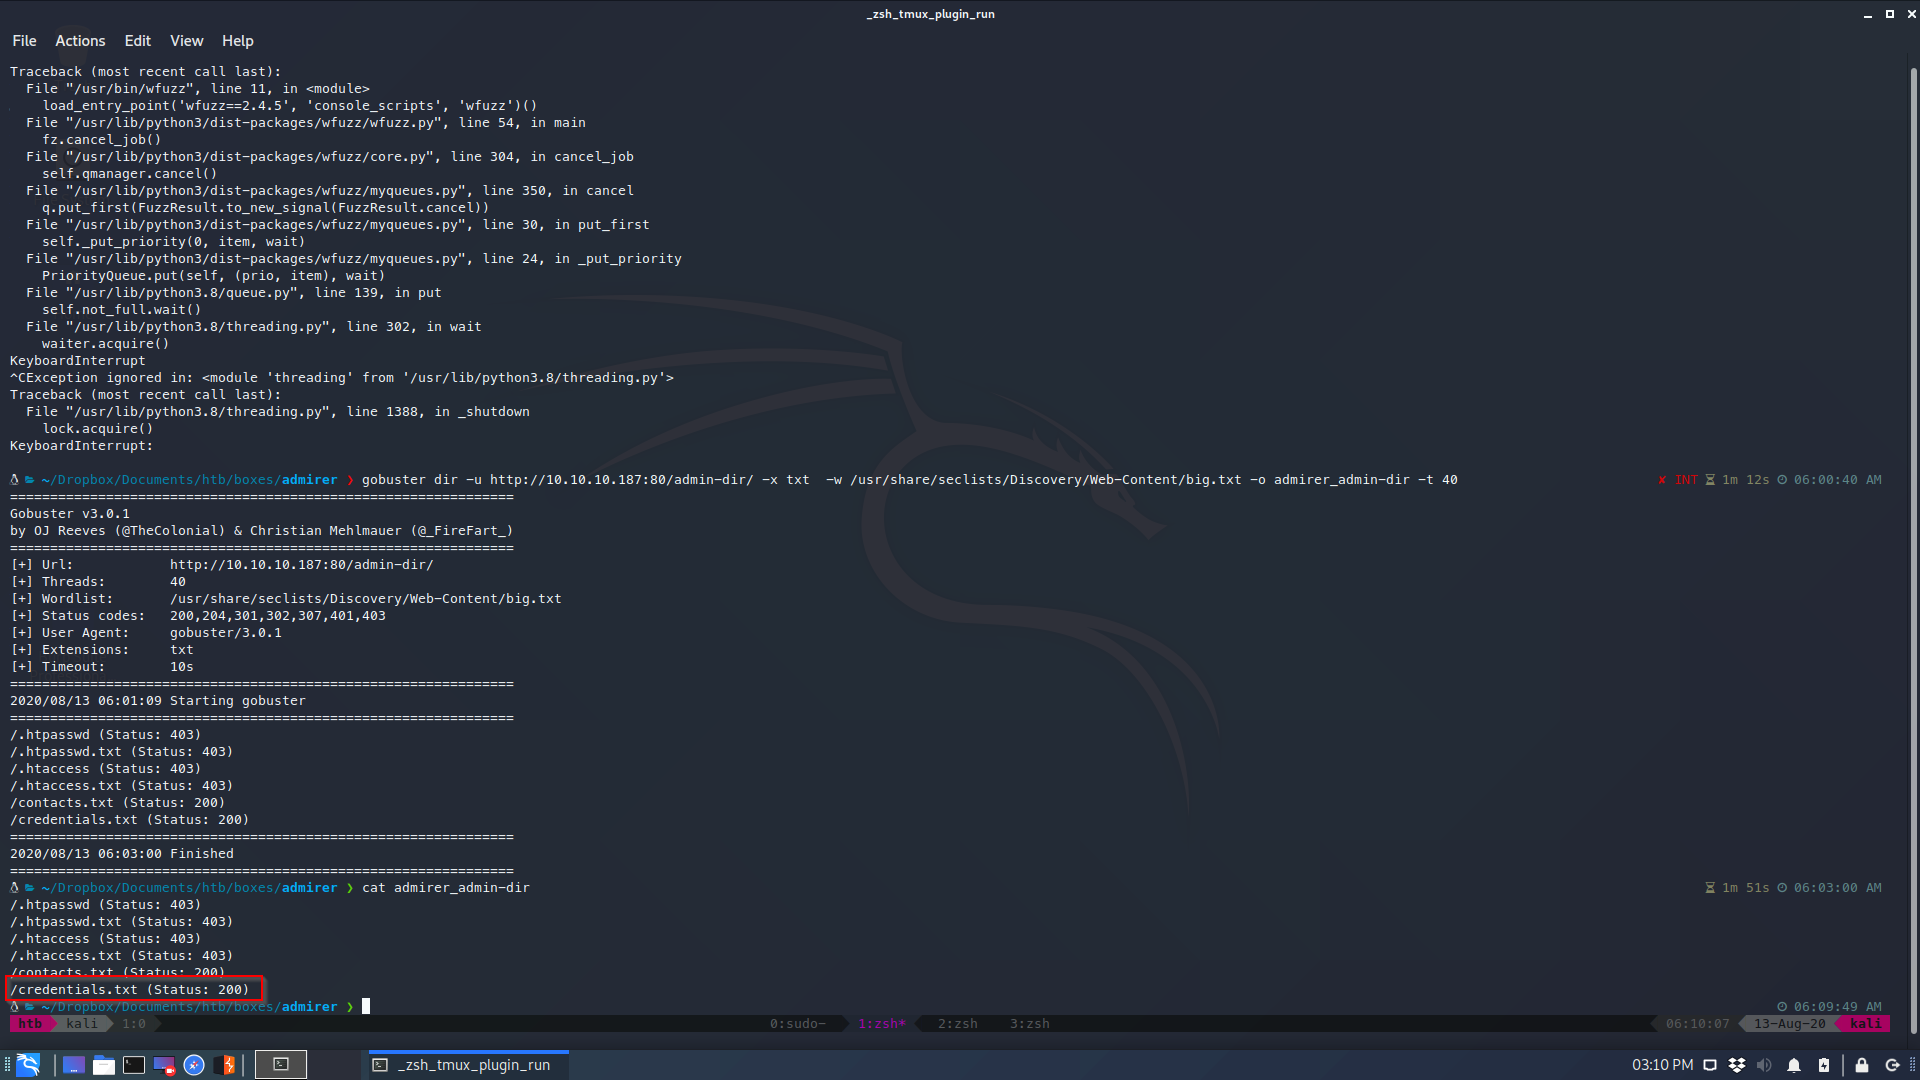 _zsh_tmux_plugin_run
File Actions Edit View Help
Traceback (most recent call last):
  File "/usr/bin/wfuzz", line 11, in <module>
    load_entry_point('wfuzz==2.4.5', 'console_scripts', 'wfuzz')()
  File "/usr/lib/python3/dist-packages/wfuzz/wfuzz.py", line 54, in main
    fz.cancel_job()
  File "/usr/lib/python3/dist-packages/wfuzz/core.py", line 304, in cancel_job
    self.qmanager.cancel()
  File "/usr/lib/python3/dist-packages/wfuzz/myqueues.py", line 350, in cancel
    q.put_first(FuzzResult.to_new_signal(FuzzResult.cancel))
  File "/usr/lib/python3/dist-packages/wfuzz/myqueues.py", line 30, in put_first
    self._put_priority(0, item, wait)
  File "/usr/lib/python3/dist-packages/wfuzz/myqueues.py", line 24, in _put_priority
    PriorityQueue.put(self, (prio, item), wait)
  File "/usr/lib/python3.8/queue.py", line 139, in put
    self.not_full.wait()
  File "/usr/lib/python3.8/threading.py", line 302, in wait
    waiter.acquire()
KeyboardInterrupt
^CException ignored in: <module 'threading' from '/usr/lib/python3.8/threading.py'>
Traceback (most recent call last):
  File "/usr/lib/python3.8/threading.py", line 1388, in _shutdown
    lock.acquire()
KeyboardInterrupt:
~/Dropbox/Documents/htb/boxes/admirer ❯ gobuster dir -u http://10.10.10.187:80/admin-dir/ -x txt  -w /usr/share/seclists/Discovery/Web-Content/big.txt -o admirer_admin-dir -t 40 ✘ INT 1m 12s 06:00:40 AM
===============================================================
Gobuster v3.0.1
by OJ Reeves (@TheColonial) & Christian Mehlmauer (@_FireFart_)
===============================================================
[+] Url:            http://10.10.10.187:80/admin-dir/
[+] Threads:        40
[+] Wordlist:       /usr/share/seclists/Discovery/Web-Content/big.txt
[+] Status codes:   200,204,301,302,307,401,403
[+] User Agent:     gobuster/3.0.1
[+] Extensions:     txt
[+] Timeout:        10s
===============================================================
2020/08/13 06:01:09 Starting gobuster
===============================================================
/.htpasswd (Status: 403)
/.htpasswd.txt (Status: 403)
/.htaccess (Status: 403)
/.htaccess.txt (Status: 403)
/contacts.txt (Status: 200)
/credentials.txt (Status: 200)
===============================================================
2020/08/13 06:03:00 Finished
===============================================================
~/Dropbox/Documents/htb/boxes/admirer ❯ cat admirer_admin-dir 1m 51s 06:03:00 AM
/.htpasswd (Status: 403)
/.htpasswd.txt (Status: 403)
/.htaccess (Status: 403)
/.htaccess.txt (Status: 403)
/contacts.txt (Status: 200)
/credentials.txt (Status: 200)
~/Dropbox/Documents/htb/boxes/admirer ❯ 06:09:49 AM
htb kali 1:0 0:sudo- 1:zsh* 2:zsh 3:zsh 06:10:07 13-Aug-20 kali
_zsh_tmux_plugin_run 03:10 PM